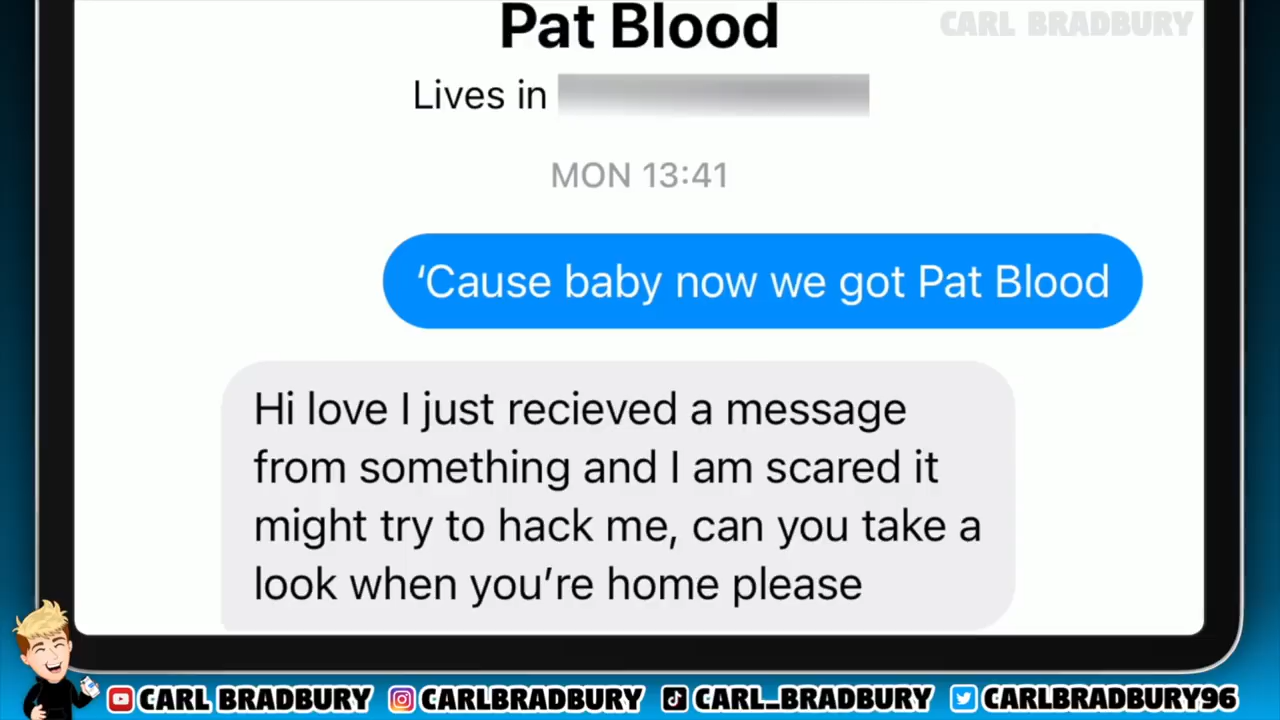 Pat Blood
CARL BRADBURY
Lives in
MON 13:41
‘Cause baby now we got Pat Blood
Hi love I just recieved a message
from something and I am scared it
might try to hack me, can you take a
look when you’re home please
CARL BRADBURY CARLBRADBURY CARL_BRADBURY CARLBRADBURY96